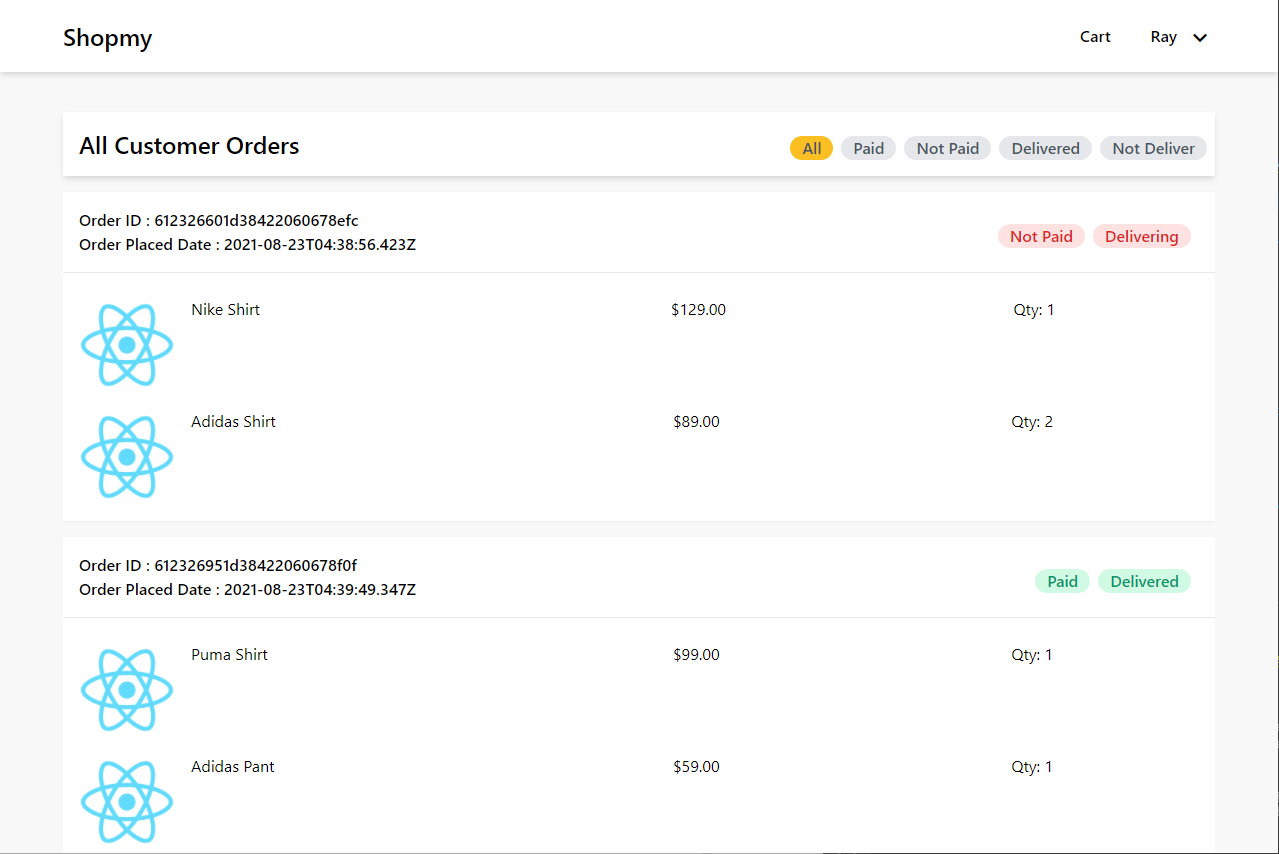 Shopmy Cart Ray
All Customer Orders All Paid Not Paid Delivered Not Deliver
Order ID : 612326601d38422060678efc
Order Placed Date : 2021-08-23T04:38:56.423Z
Not Paid Delivering
Nike Shirt $129.00 Qty: 1
Adidas Shirt $89.00 Qty: 2
Order ID : 612326951d38422060678f0f
Order Placed Date : 2021-08-23T04:39:49.347Z
Paid Delivered
Puma Shirt $99.00 Qty: 1
Adidas Pant $59.00 Qty: 1